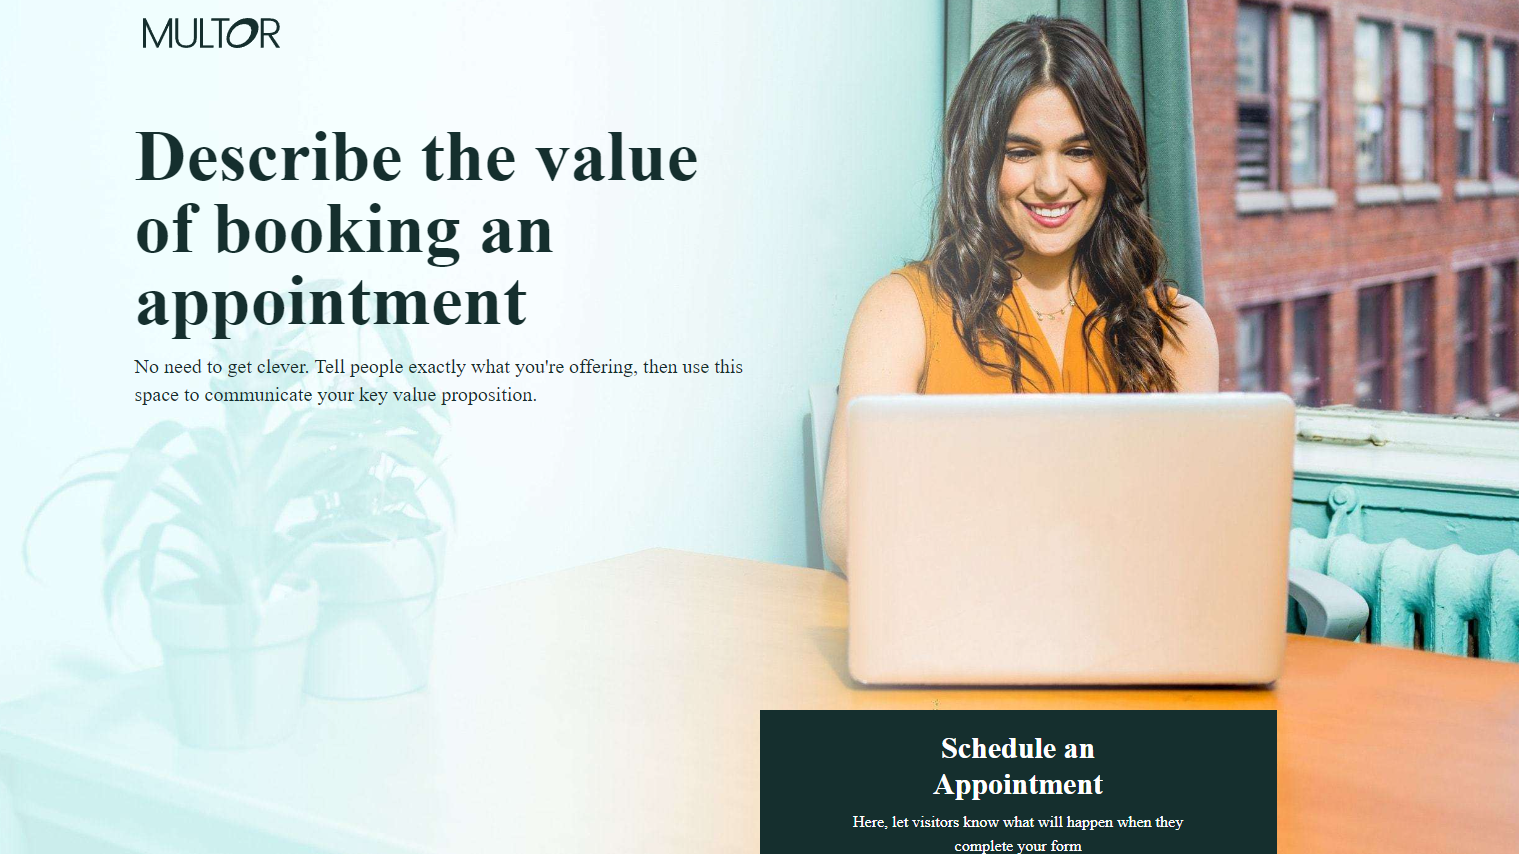 MULTOR
Describe the value
of booking an
appointment
No need to get clever. Tell people exactly what you're offering, then use this
space to communicate your key value proposition.
Schedule an
Appointment
Here, let visitors know what will happen when they
complete your form